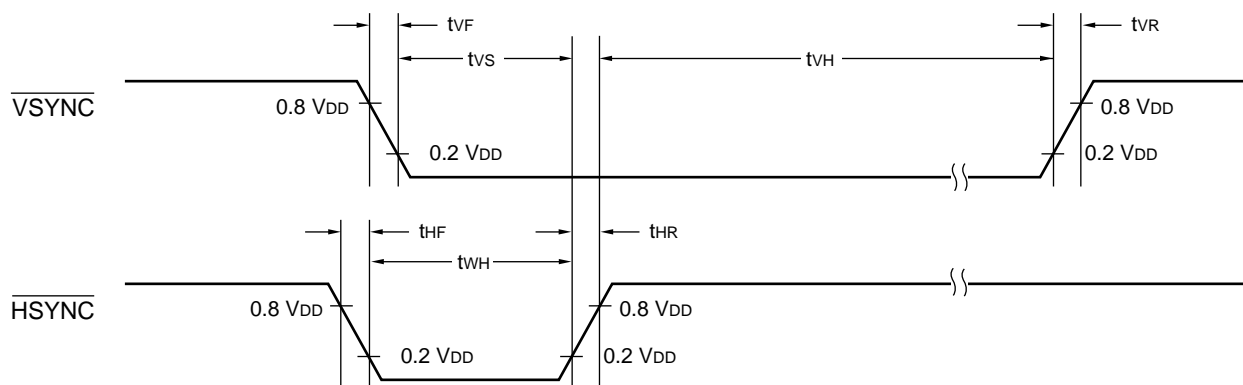 tVF
tVR
tVS
tVH
VSYNC
0.8 VDD
0.8 VDD
0.2 VDD
0.2 VDD
tHF
tHR
tWH
HSYNC
0.8 VDD
0.8 VDD
0.2 VDD
0.2 VDD